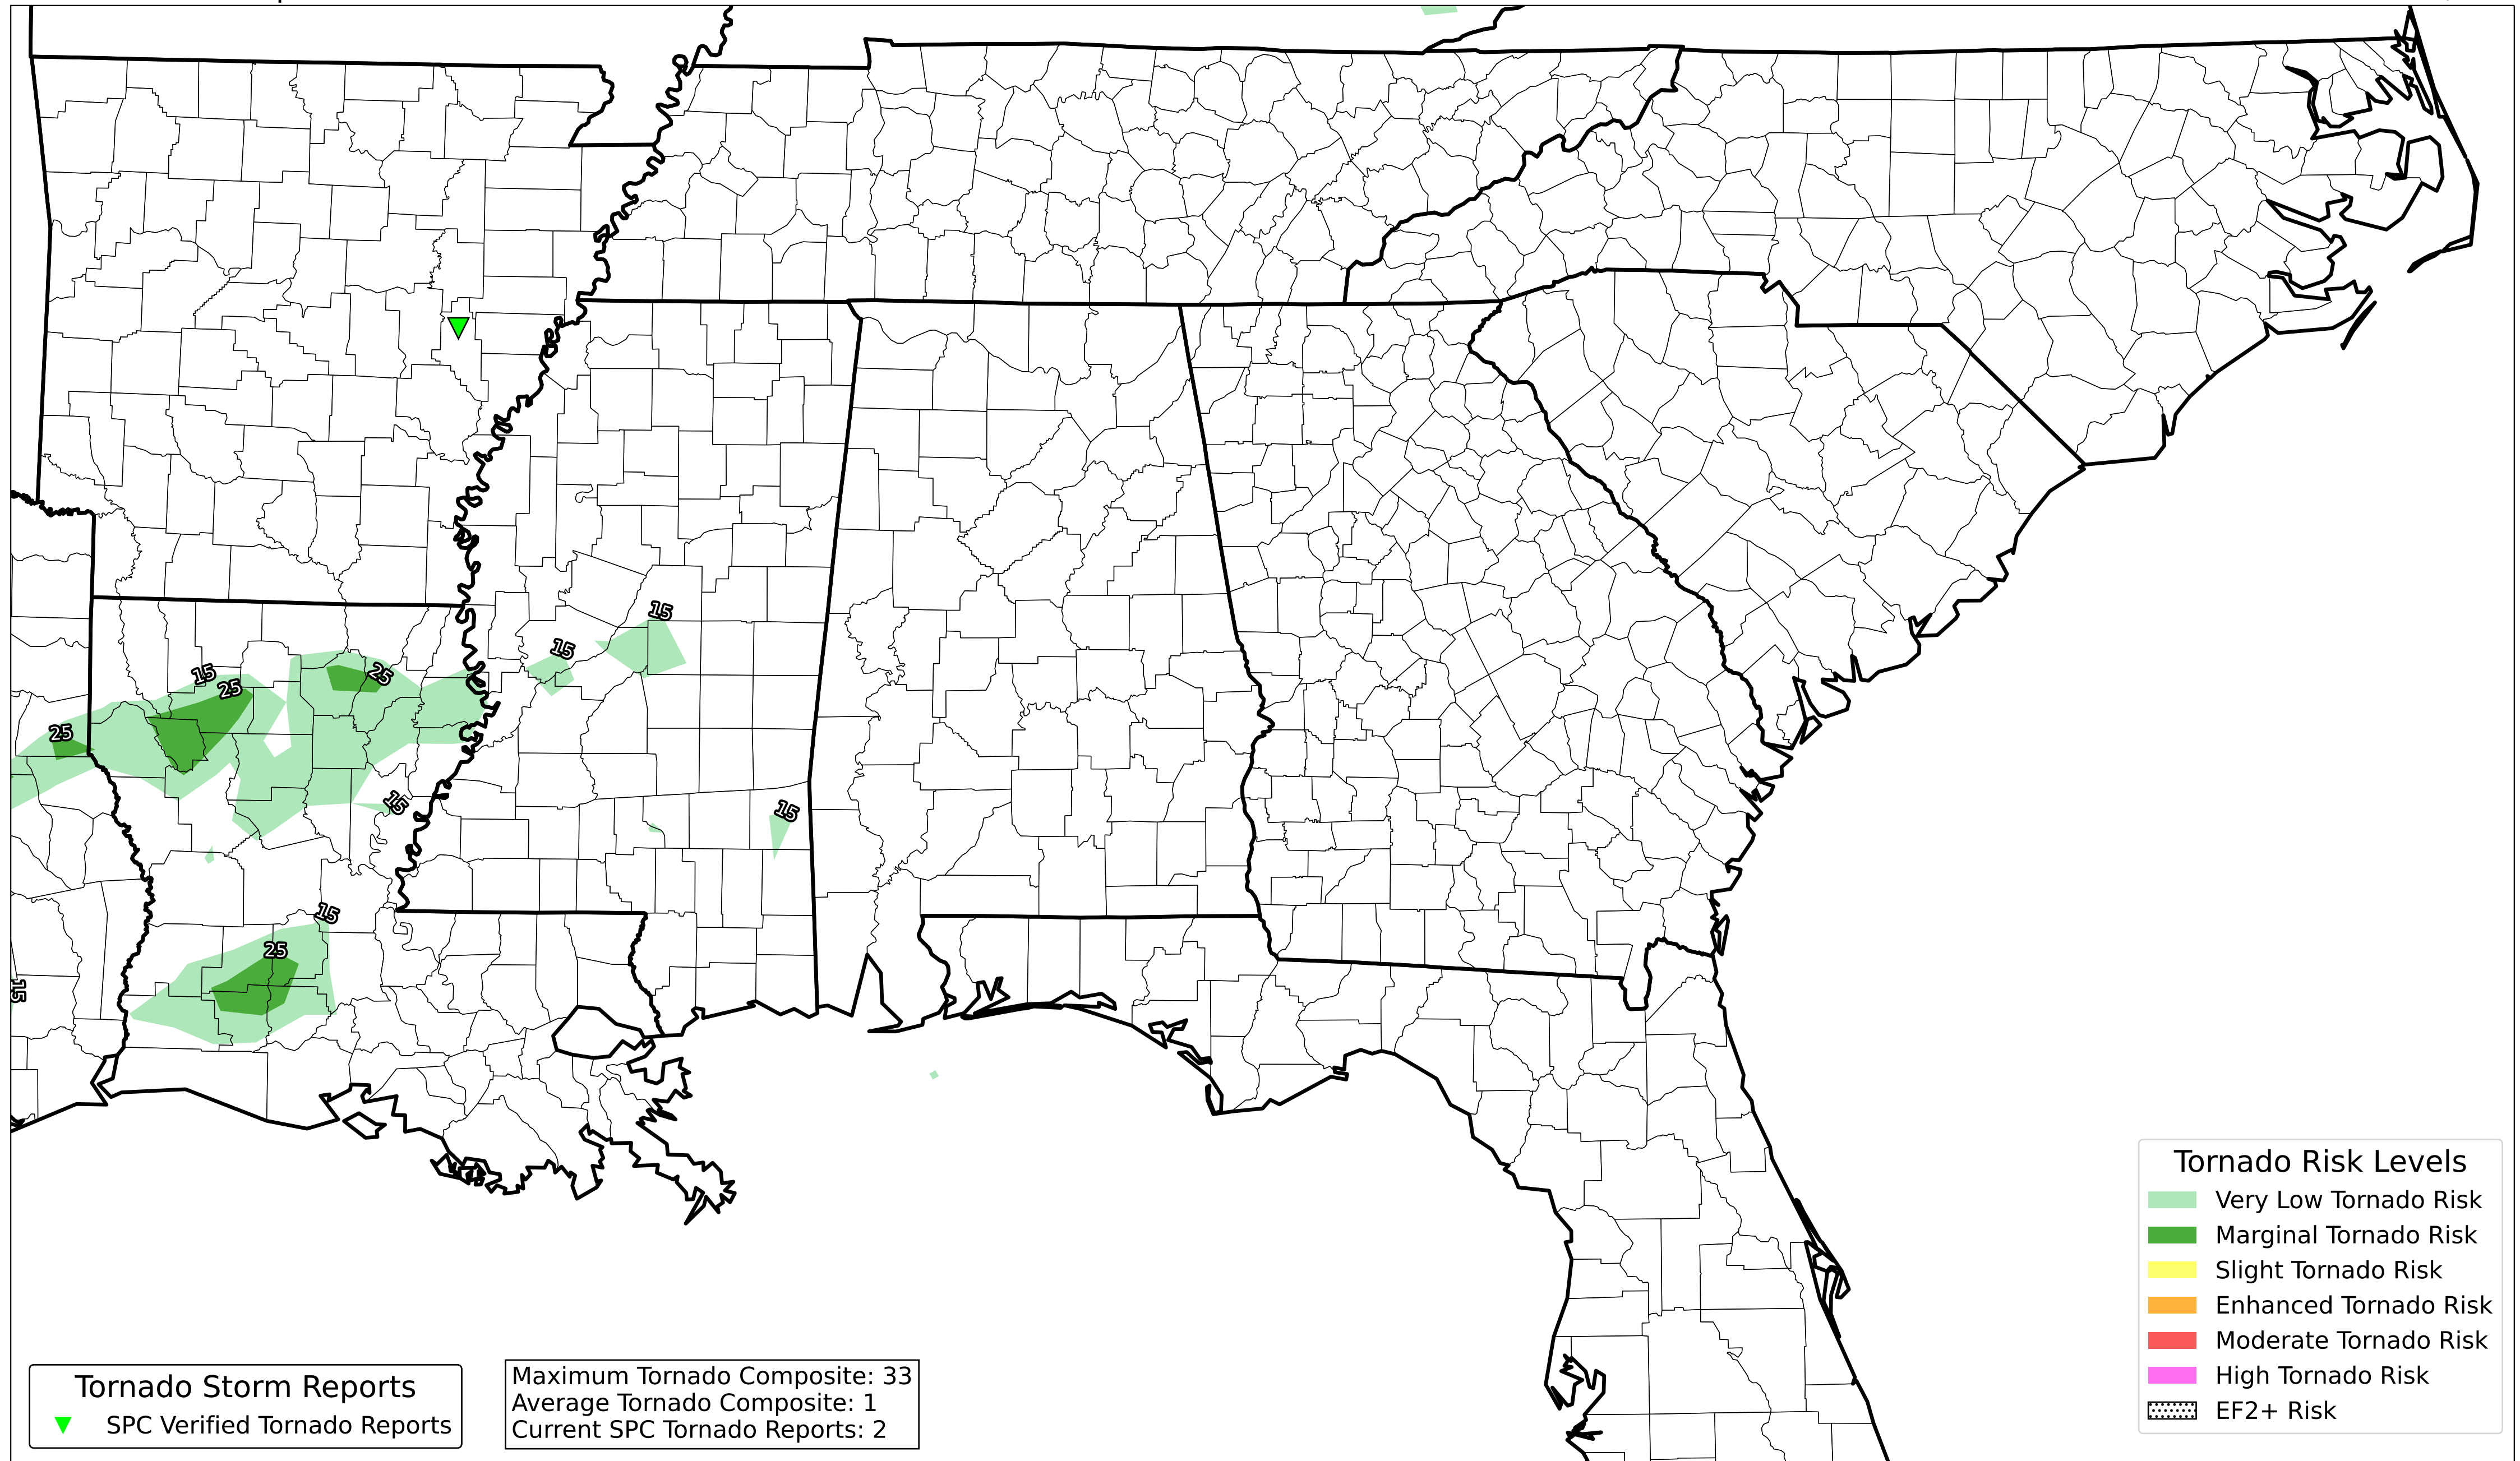 15
15
15
25
25
25
15
15
15
25
15
Tornado Risk Levels
Very Low Tornado Risk
Marginal Tornado Risk
Slight Tornado Risk
Enhanced Tornado Risk
Moderate Tornado Risk
High Tornado Risk
EF2+ Risk
Tornado Storm Reports
SPC Verified Tornado Reports
Maximum Tornado Composite: 33
Average Tornado Composite: 1
Current SPC Tornado Reports: 2